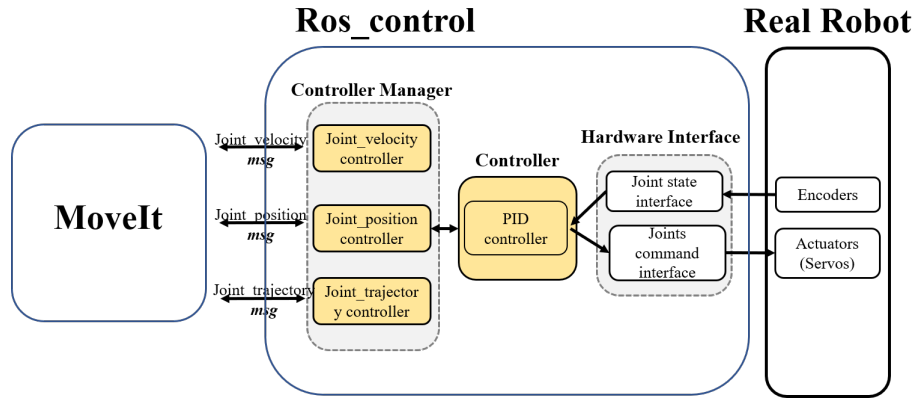 Ros_control
Real Robot
MoveIt
Joint_velocity
msg
Joint_position
msg
Joint_trajectory
msg
Controller Manager
Joint_velocity
controller
Joint_position
controller
Joint_trajector
y controller
Controller
PID
controller
Hardware Interface
Joint state
interface
Joints
command
interface
Encoders
Actuators
(Servos)